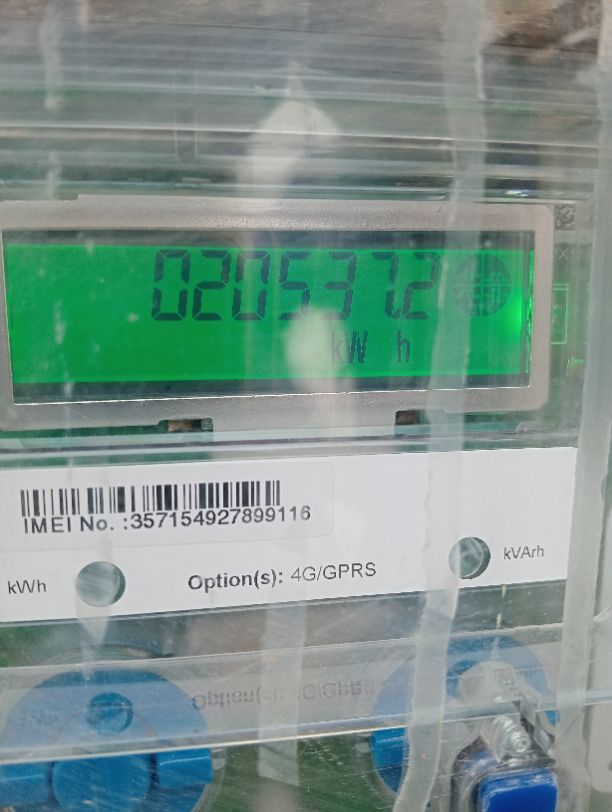 020537.2
kW h
IMEI No. :357154927899116
kWh
Option(s): 4G/GPRS
kVArh